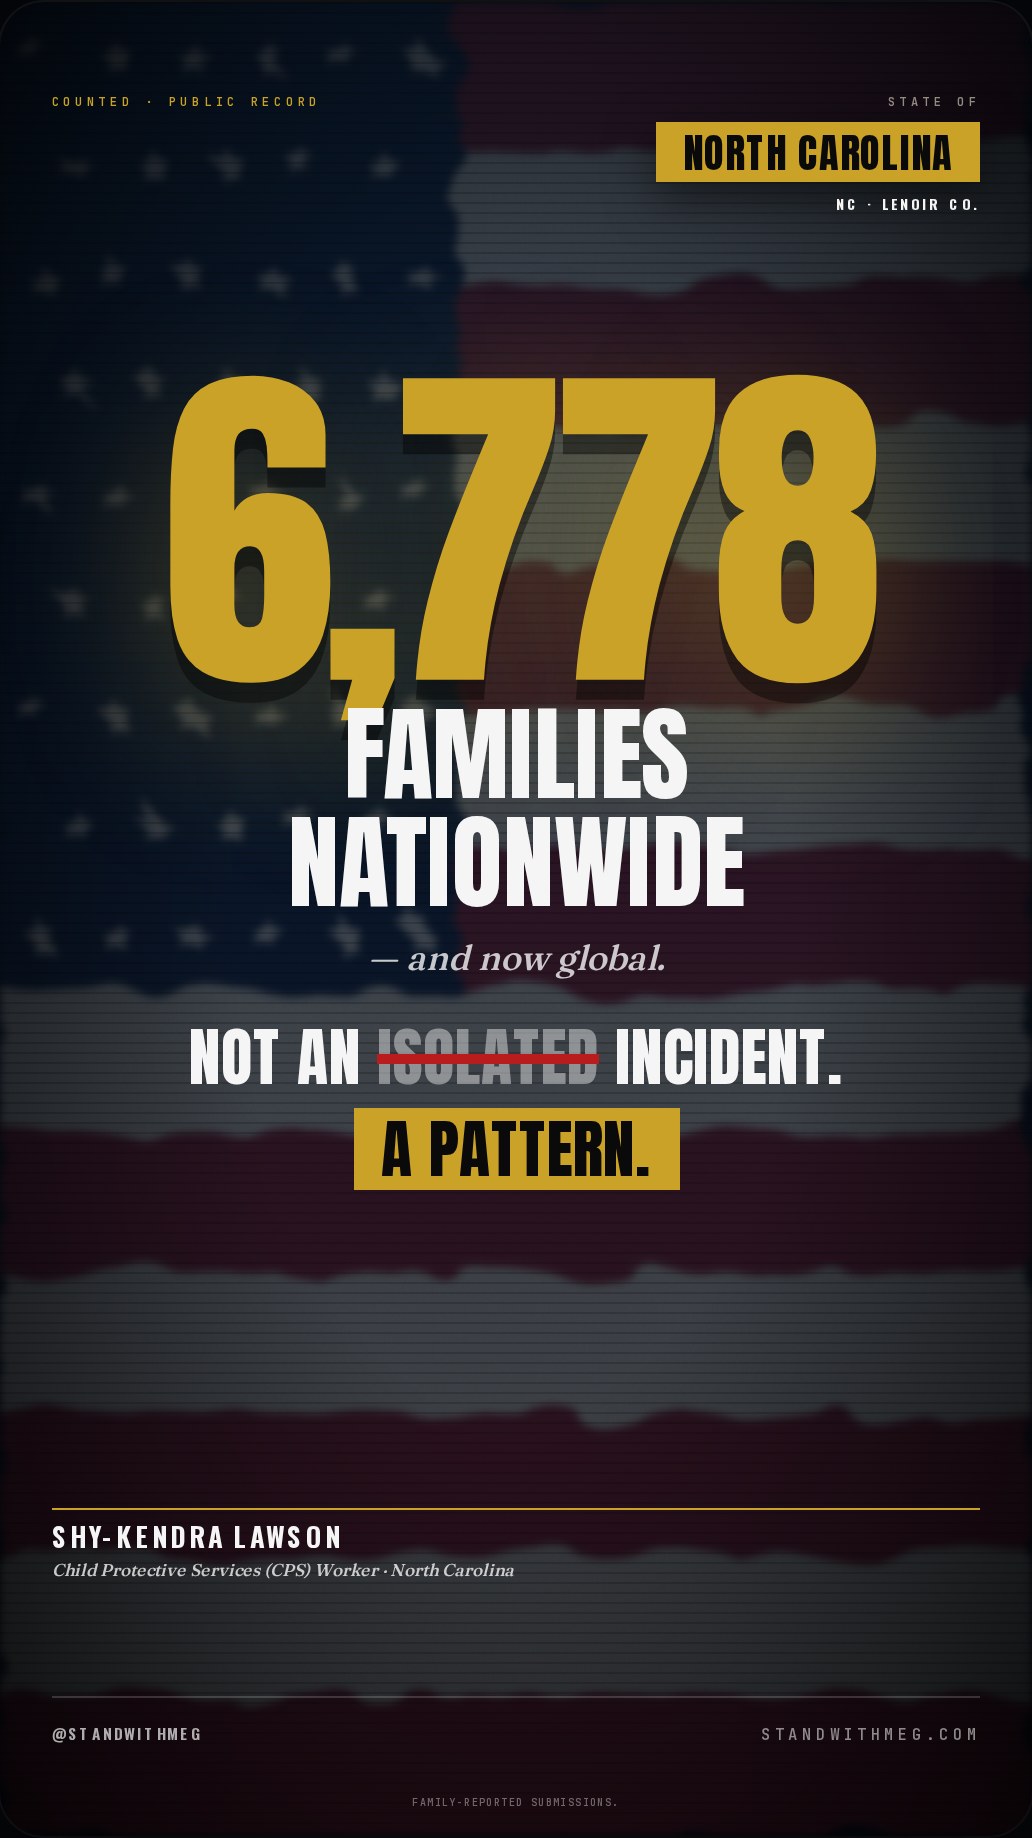 COUNTED · PUBLIC RECORD
STATE OF
NORTH CAROLINA
NC · LENOIR CO.
6,778
FAMILIES
NATIONWIDE
— and now global.
NOT AN ISOLATED INCIDENT.
A PATTERN.
SHY-KENDRA LAWSON
Child Protective Services (CPS) Worker · North Carolina
@STANDWITHMEG
STANDWITHMEG.COM
FAMILY-REPORTED SUBMISSIONS.